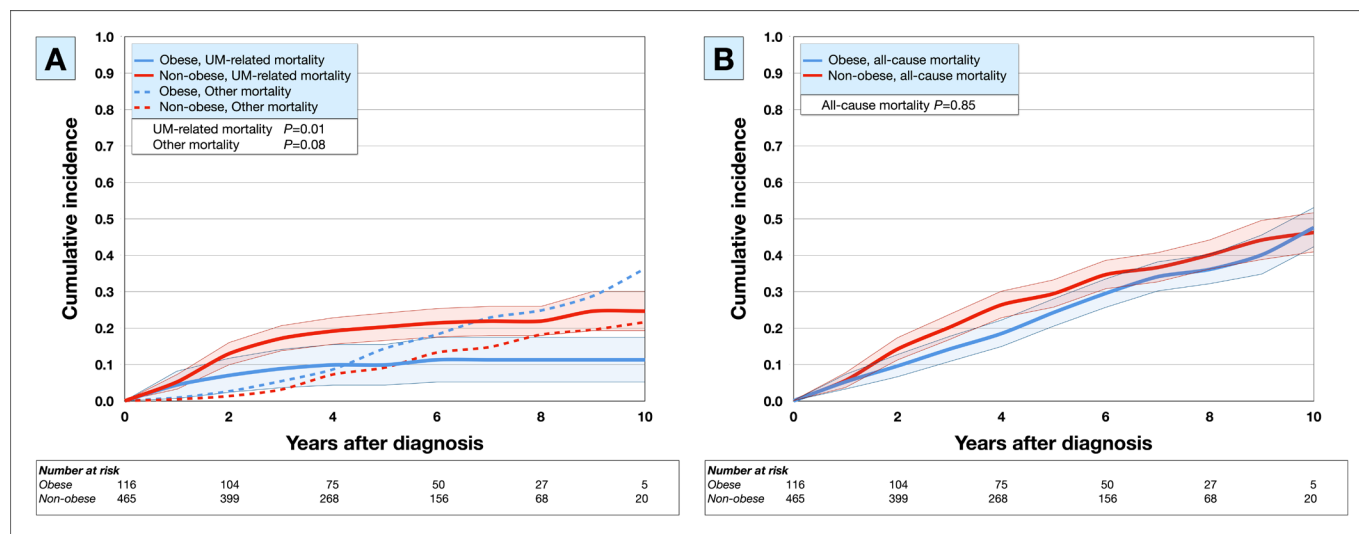 A
Obese, UM-related mortality
Non-obese, UM-related mortality
Obese, Other mortality
Non-obese, Other mortality
UM-related mortality P=0.01
Other mortality P=0.08
Cumulative incidence
1.0
0.9
0.8
0.7
0.6
0.5
0.4
0.3
0.2
0.1
0.0
0 2 4 6 8 10
Years after diagnosis
Number at risk
Obese 116 104 75 50 27 5
Non-obese 465 399 268 156 68 20
B
Obese, all-cause mortality
Non-obese, all-cause mortality
All-cause mortality P=0.85
Cumulative incidence
1.0
0.9
0.8
0.7
0.6
0.5
0.4
0.3
0.2
0.1
0.0
0 2 4 6 8 10
Years after diagnosis
Number at risk
Obese 116 104 75 50 27 5
Non-obese 465 399 268 156 68 20